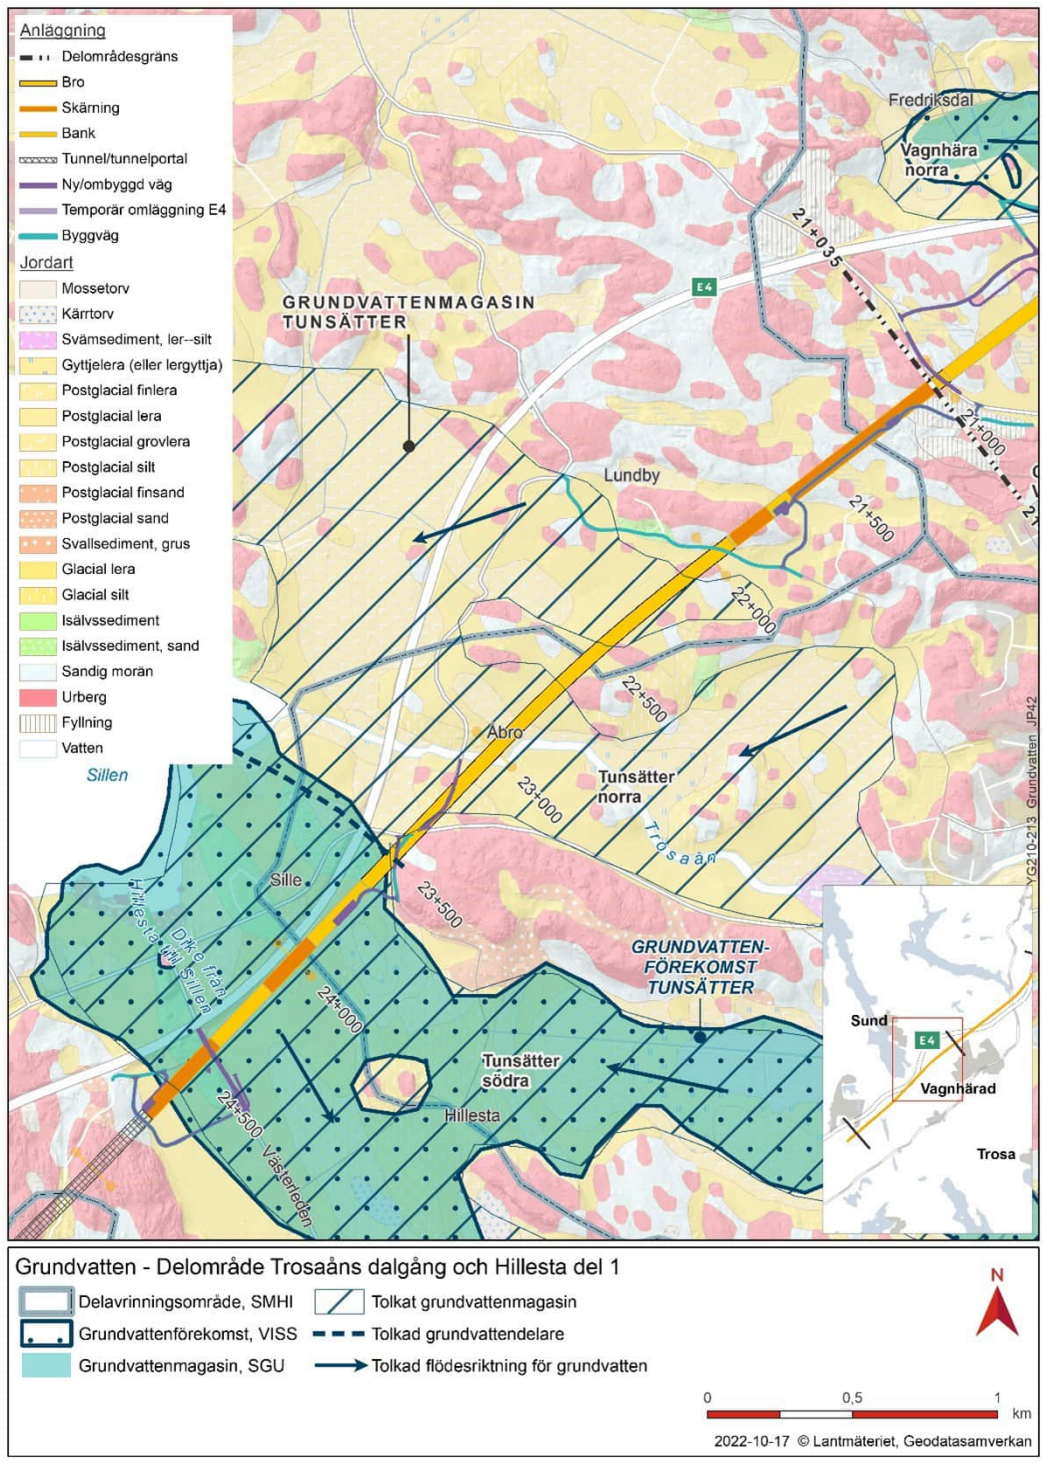 Anläggning
Delområdesgräns
Bro
Skärning
Bank
Tunnel/tunnelportal
Ny/ombyggd väg
Temporär omläggning E4
Byggväg
Jordart
Mossetorv
Kärrtorv
Svämsediment, ler--silt
Gyttjelera (eller lergyttja)
Postglacial finlera
Postglacial lera
Postglacial grovlera
Postglacial silt
Postglacial finsand
Postglacial sand
Svallsediment, grus
Glacial lera
Glacial silt
Isälvssediment
Isälvssediment, sand
Sandig morän
Urberg
Fyllning
Vatten
Fredriksdal
Vagnhära
norra
21+035
E4
GRUNDVATTENMAGASIN
TUNSÄTTER
21+000
Lundby
21+500
22+000
22+500
Åbro
Tunsätter
norra
23+000
Trosaån
Sillen
Sille
23+500
Hillesta till Sillen
Dike från
GRUNDVATTEN-
FÖREKOMST
TUNSÄTTER
24+000
Tunsätter
södra
Hillesta
24+500
Västerleden
YG210-213 Grundvatten JP42
Sund
E4
Vagnhärad
Trosa
Grundvatten - Delområde Trosaåns dalgång och Hillesta del 1
Delavrinningsområde, SMHI
Tolkat grundvattenmagasin
Grundvattenförekomst, VISS
Tolkad grundvattendelare
Grundvattenmagasin, SGU
Tolkad flödesriktning för grundvatten
N
0 0,5 1
km
2022-10-17 © Lantmäteriet, Geodatasamverkan